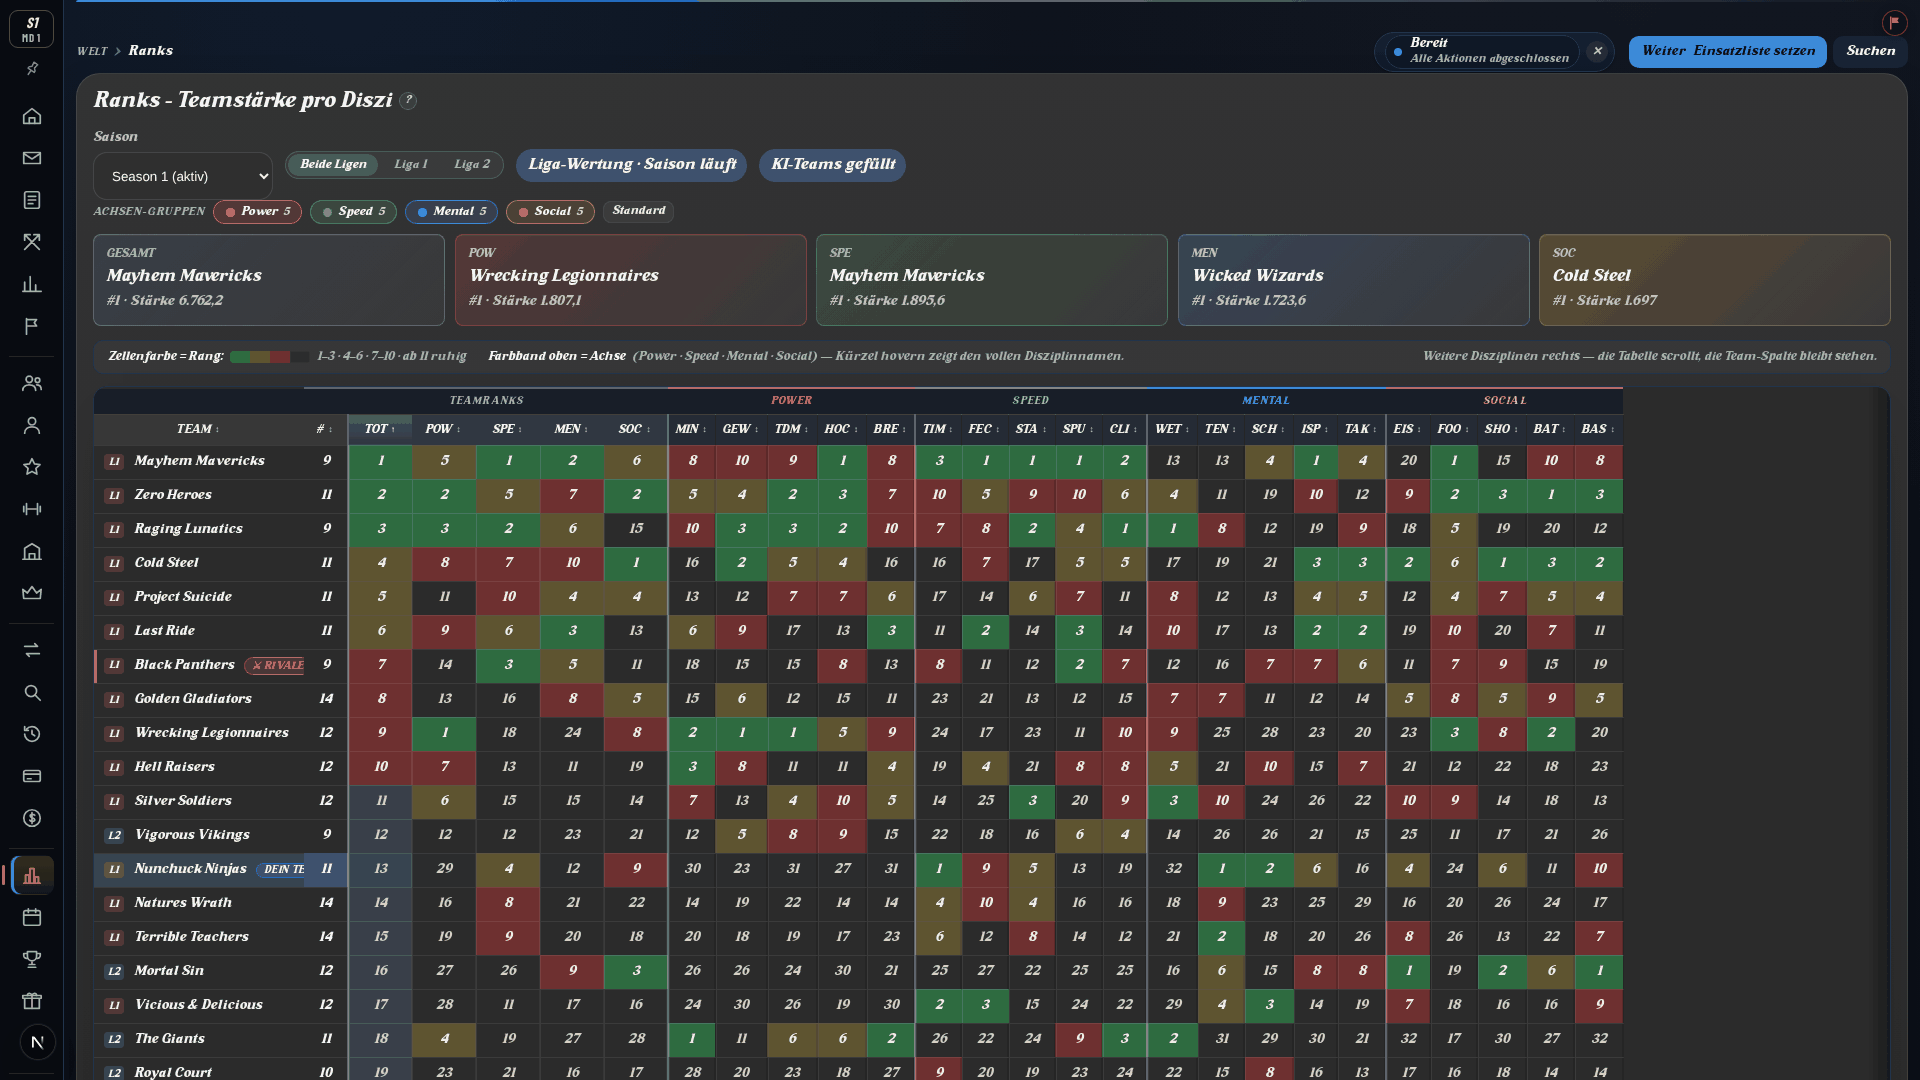 S1
MD 1
WELT > Ranks
Bereit
Alle Aktionen abgeschlossen
Weiter Einsatzliste setzen
Suchen
Ranks - Teamstärke pro Diszi ?
Saison
Season 1 (aktiv)
Beide Ligen Liga 1 Liga 2
Liga-Wertung · Saison läuft
KI-Teams gefüllt
ACHSEN-GRUPPEN Power 5 Speed 5 Mental 5 Social 5 Standard
GESAMT
Mayhem Mavericks
#1 · Stärke 6.762,2
POW
Wrecking Legionnaires
#1 · Stärke 1.807,1
SPE
Mayhem Mavericks
#1 · Stärke 1.895,6
MEN
Wicked Wizards
#1 · Stärke 1.723,6
SOC
Cold Steel
#1 · Stärke 1.697
Zellenfarbe = Rang: 1–3 · 4–6 · 7–10 · ab 11 ruhig Farbband oben = Achse (Power · Speed · Mental · Social) — Kürzel hovern zeigt den vollen Disziplinnamen. Weitere Disziplinen rechts — die Tabelle scrollt, die Team-Spalte bleibt stehen.
TEAMRANKS POWER SPEED MENTAL SOCIAL
TEAM ↕ # ↕ TOT ↑ POW ↕ SPE ↕ MEN ↕ SOC ↕ MIN ↕ GEW ↕ TDM ↕ HOC ↕ BRE ↕ TIM ↕ FEC ↕ STA ↕ SPU ↕ CLI ↕ WET ↕ TEN ↕ SCH ↕ ISP ↕ TAK ↕ EIS ↕ FOO ↕ SHO ↕ BAT ↕ BAS ↕
L1 Mayhem Mavericks 9 1 5 1 2 6 8 10 9 1 8 3 1 1 1 2 13 13 4 1 4 20 1 15 10 8
L1 Zero Heroes 11 2 2 5 7 2 5 4 2 3 7 10 5 9 10 6 4 11 19 10 12 9 2 3 1 3
L1 Raging Lunatics 9 3 3 2 6 15 10 3 3 2 10 7 8 2 4 1 1 8 12 19 9 18 5 19 20 12
L1 Cold Steel 11 4 8 7 10 1 16 2 5 4 16 16 7 17 5 5 17 19 21 3 3 2 6 1 3 2
L1 Project Suicide 11 5 11 10 4 4 13 12 7 7 6 17 14 6 7 11 8 12 13 4 5 12 4 7 5 4
L1 Last Ride 11 6 9 6 3 13 6 9 17 13 3 11 2 14 3 14 10 17 13 2 2 19 10 20 7 11
L1 Black Panthers ⚔ RIVALE 9 7 14 3 5 11 18 15 15 8 13 8 11 12 2 7 12 16 7 7 6 11 7 9 15 19
L1 Golden Gladiators 14 8 13 16 8 5 15 6 12 15 11 23 21 13 12 15 7 7 11 12 14 5 8 5 9 5
L1 Wrecking Legionnaires 12 9 1 18 24 8 2 1 1 5 9 24 17 23 11 10 9 25 28 23 20 23 3 8 2 20
L1 Hell Raisers 12 10 7 13 11 19 3 8 11 11 4 19 4 21 8 8 5 21 10 15 7 21 12 22 18 23
L1 Silver Soldiers 12 11 6 15 15 14 7 13 4 10 5 14 25 3 20 9 3 10 24 26 22 10 9 14 18 13
L2 Vigorous Vikings 9 12 12 12 23 21 12 5 8 9 15 22 18 16 6 4 14 26 26 21 15 25 11 17 21 26
L1 Nunchuck Ninjas DEIN TE 11 13 29 4 12 9 30 23 31 27 31 1 9 5 13 19 32 1 2 6 16 4 24 6 11 10
L1 Natures Wrath 14 14 16 8 21 22 14 19 22 14 14 4 10 4 16 16 18 9 23 25 29 16 20 26 24 17
L1 Terrible Teachers 14 15 19 9 20 18 20 18 19 17 23 6 12 8 14 12 21 2 18 20 26 8 26 13 22 7
L2 Mortal Sin 12 16 27 26 9 3 26 26 24 30 21 25 27 22 25 25 16 6 15 8 8 1 19 2 6 1
L1 Vicious & Delicious 12 17 28 11 17 16 24 30 26 19 30 2 3 15 24 22 29 4 3 14 19 7 18 16 16 9
L2 The Giants 11 18 4 19 27 28 1 11 6 6 2 26 22 24 9 3 2 31 29 30 21 32 17 30 27 32
L2 Royal Court 10 19 23 21 16 17 28 20 23 18 27 9 20 19 23 24 22 15 8 16 13 17 16 18 14 14
N